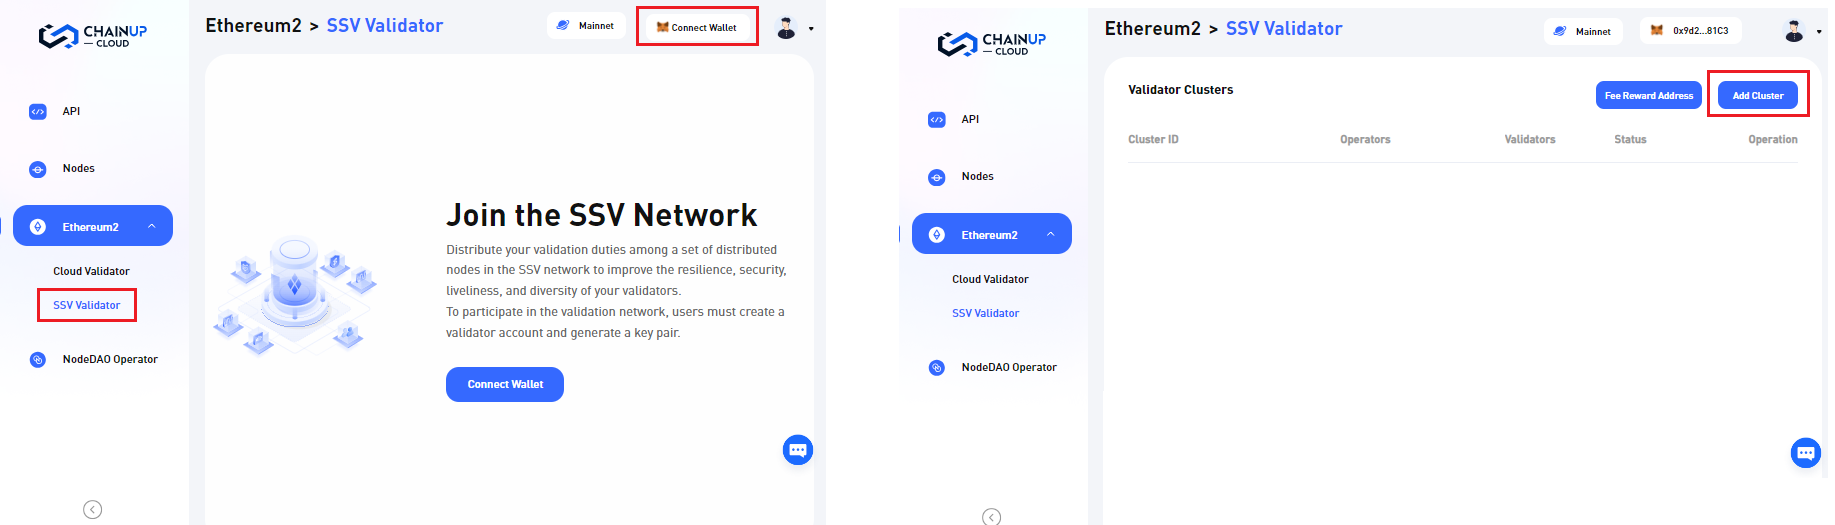 CHAINUP
CLOUD
API
Nodes
Ethereum2
Cloud Validator
SSV Validator
NodeDAO Operator
Ethereum2 > SSV Validator
Mainnet
Connect Wallet
Join the SSV Network
Distribute your validation duties among a set of distributed
nodes in the SSV network to improve the resilience, security,
liveliness, and diversity of your validators.
To participate in the validation network, users must create a
validator account and generate a key pair.
Connect Wallet
CHAINUP
CLOUD
API
Nodes
Ethereum2
Cloud Validator
SSV Validator
NodeDAO Operator
Ethereum2 > SSV Validator
Mainnet
0x9d2...81C3
Validator Clusters
Fee Reward Address
Add Cluster
Cluster ID Operators Validators Status Operation